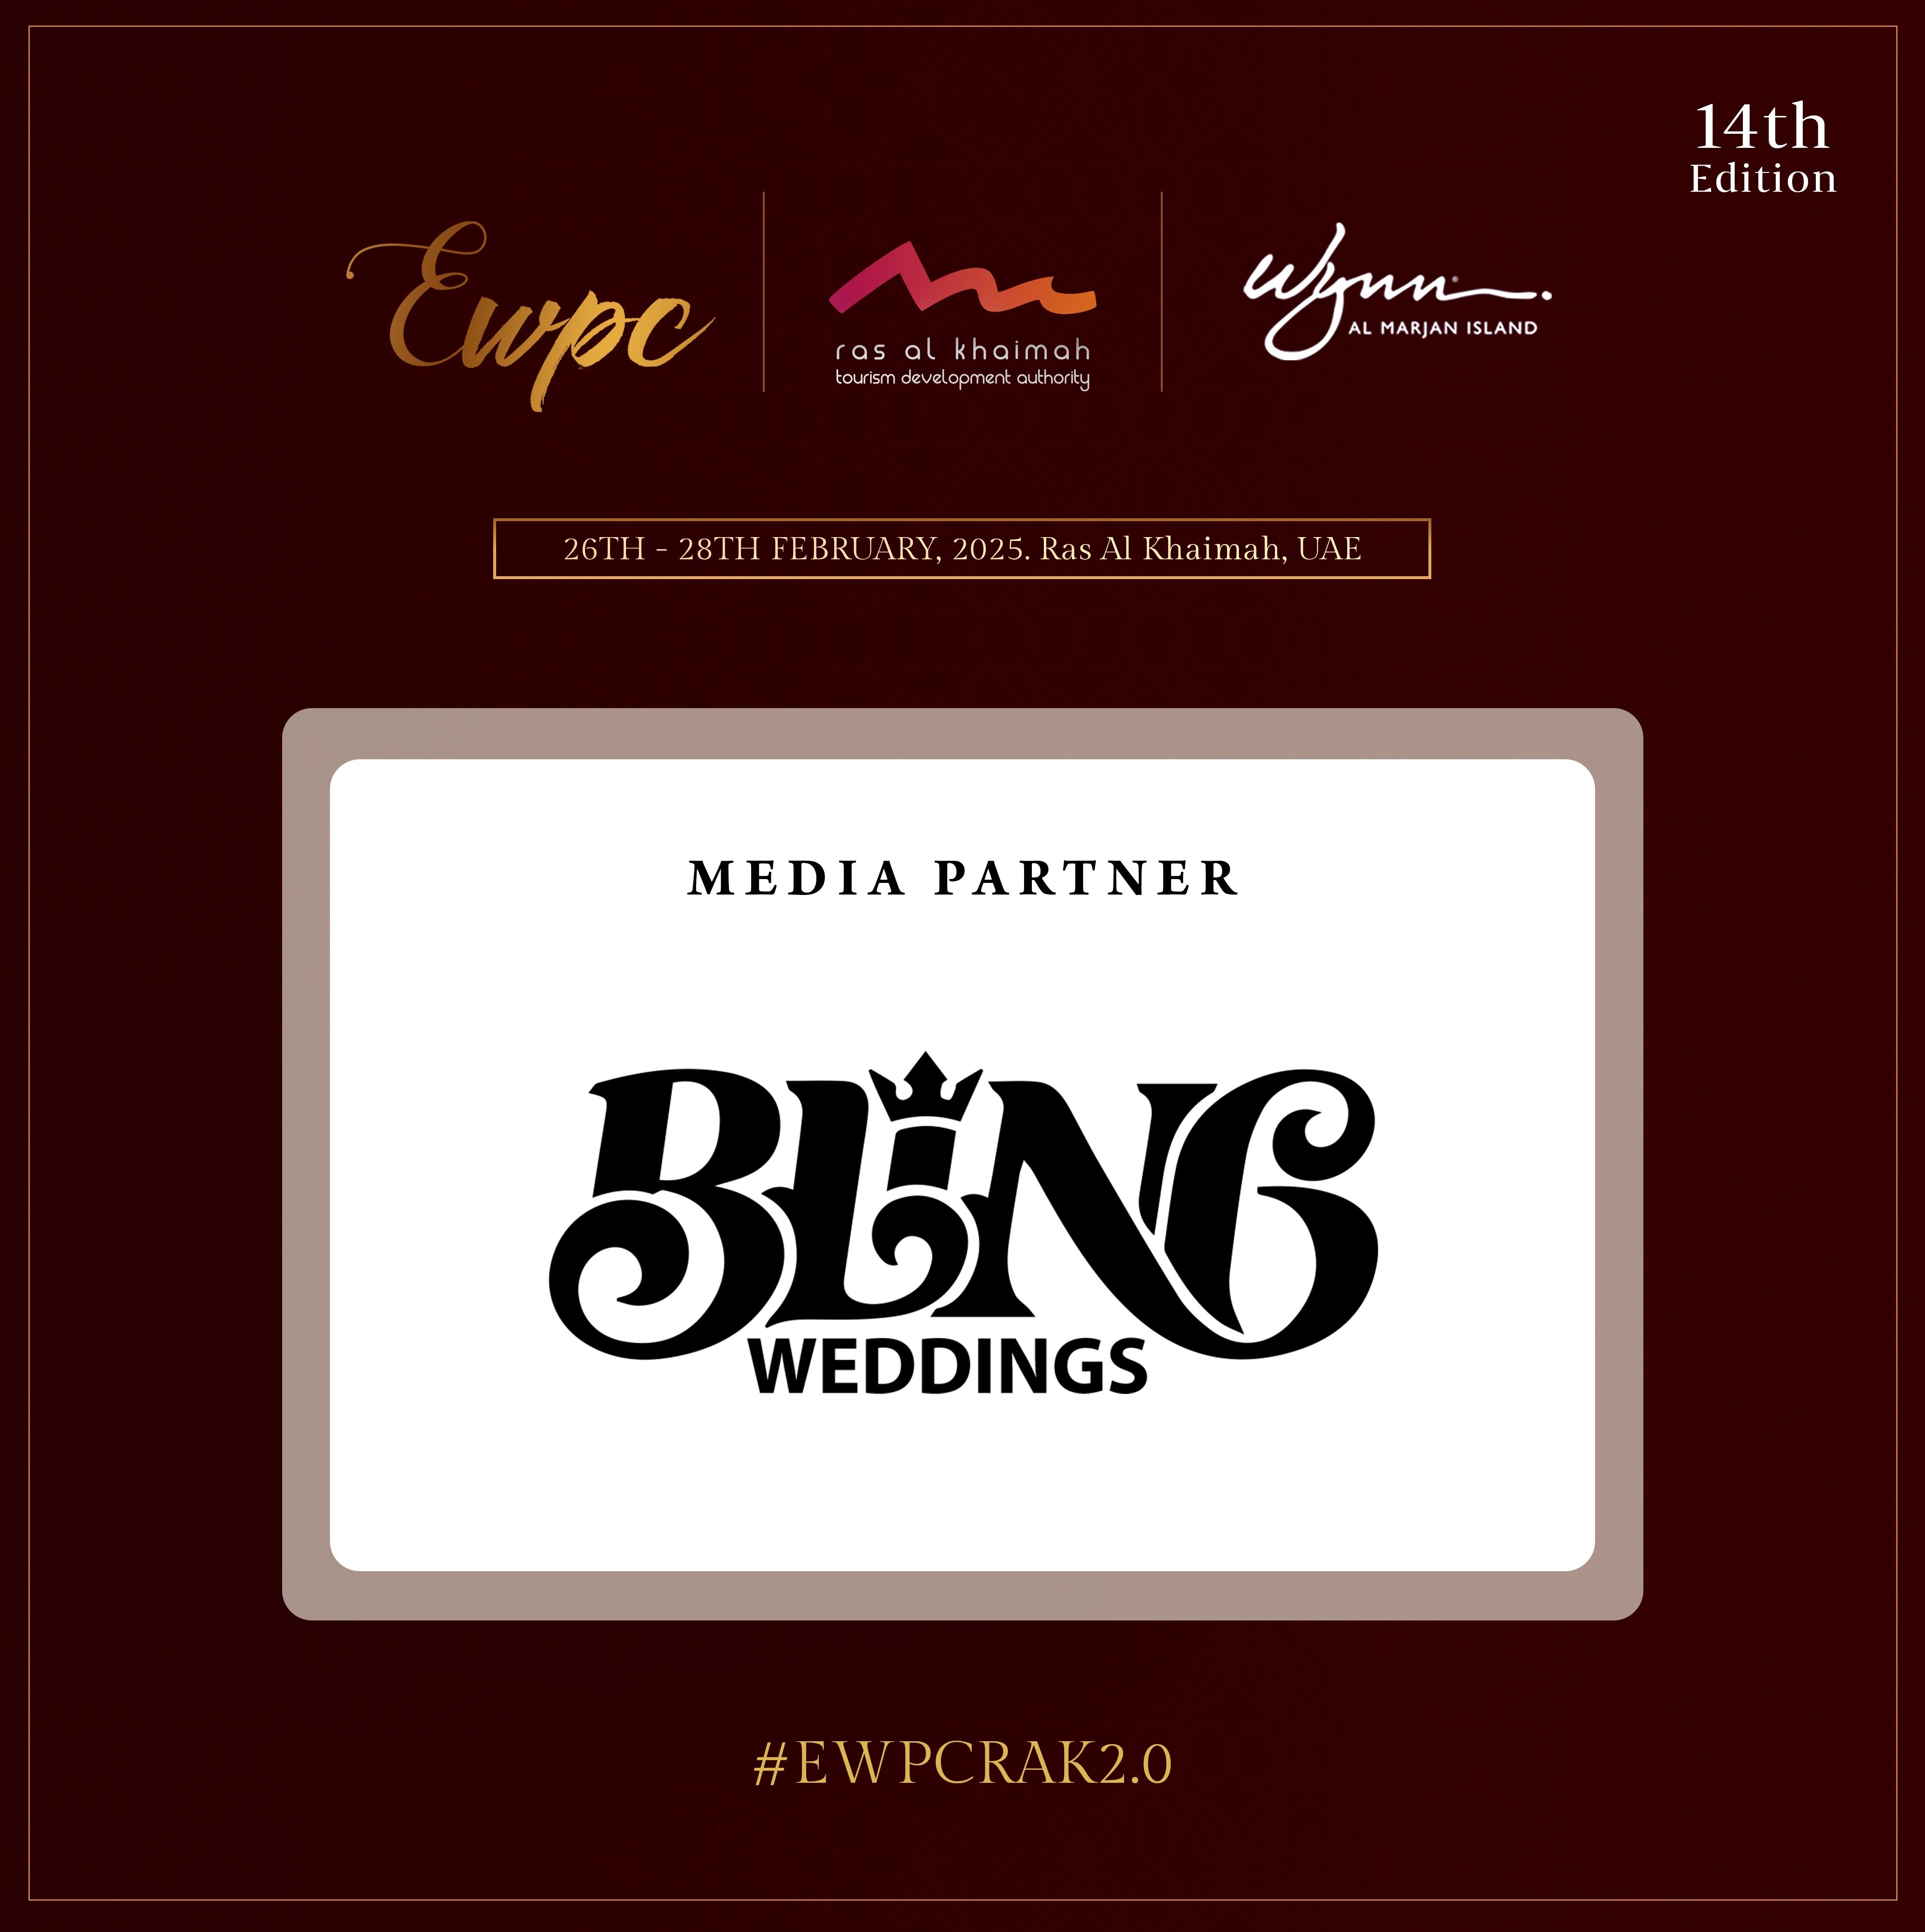 14th
Edition
Ewpc
ras al khaimah
tourism development authority
Wynn
AL MARJAN ISLAND
26TH - 28TH FEBRUARY, 2025. Ras Al Khaimah, UAE
MEDIA PARTNER
BLiNG
WEDDINGS
#EWPCRAK2.0